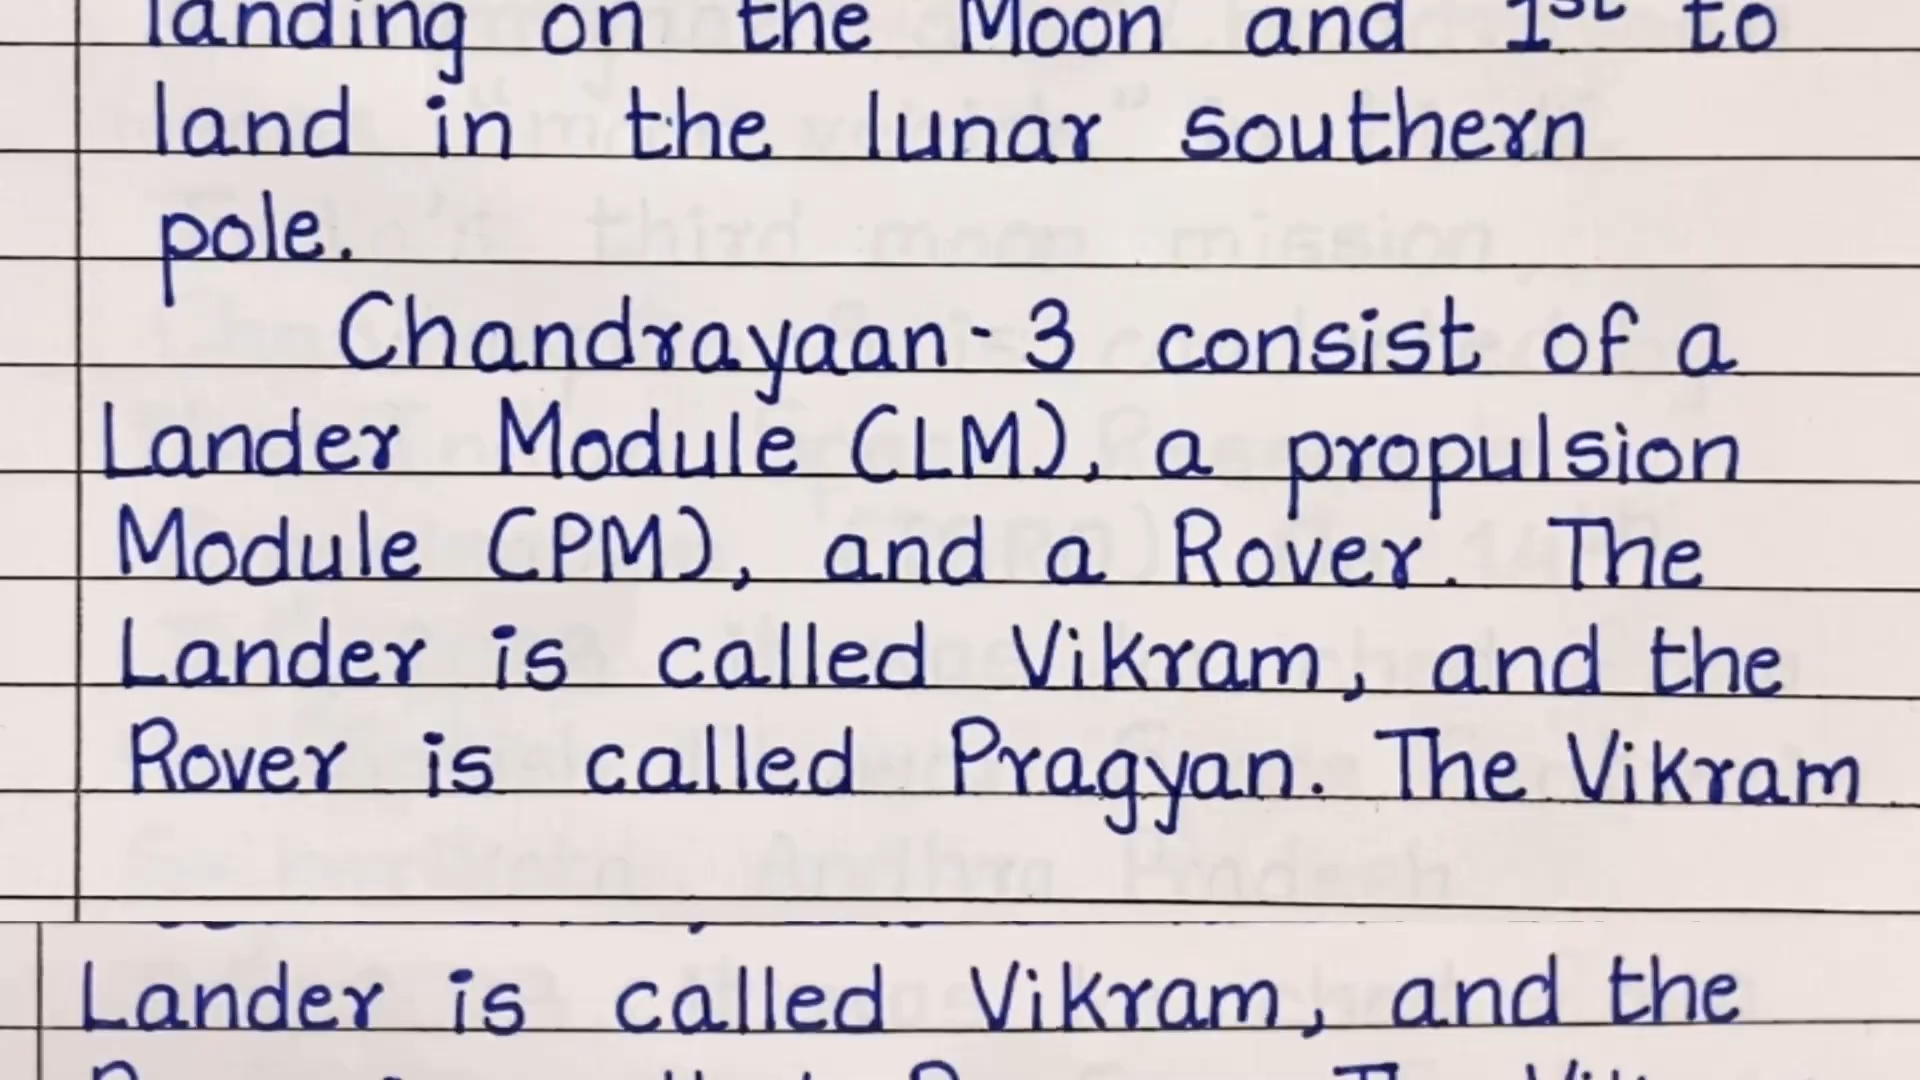 landing on the Moon and 1st to
land in the lunar southern
pole.
Chandrayaan-3 consist of a
Lander Module (LM), a propulsion
Module (PM), and a Rover. The
Lander is called Vikram, and the
Rover is called Pragyan. The Vikram
Lander is called Vikram, and the